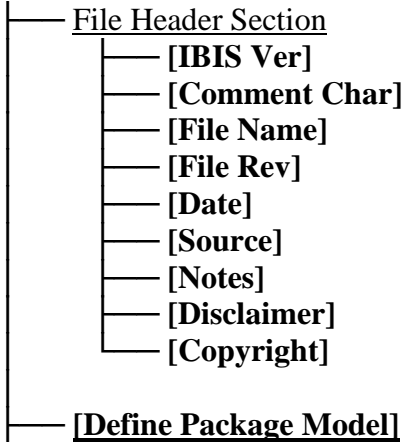 File Header Section
[IBIS Ver]
[Comment Char]
[File Name]
[File Rev]
[Date]
[Source]
[Notes]
[Disclaimer]
[Copyright]
[Define Package Model]